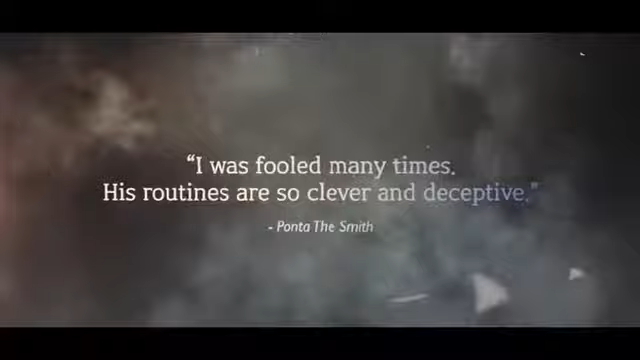 “I was fooled many times.
His routines are so clever and deceptive.”
- Ponta The Smith